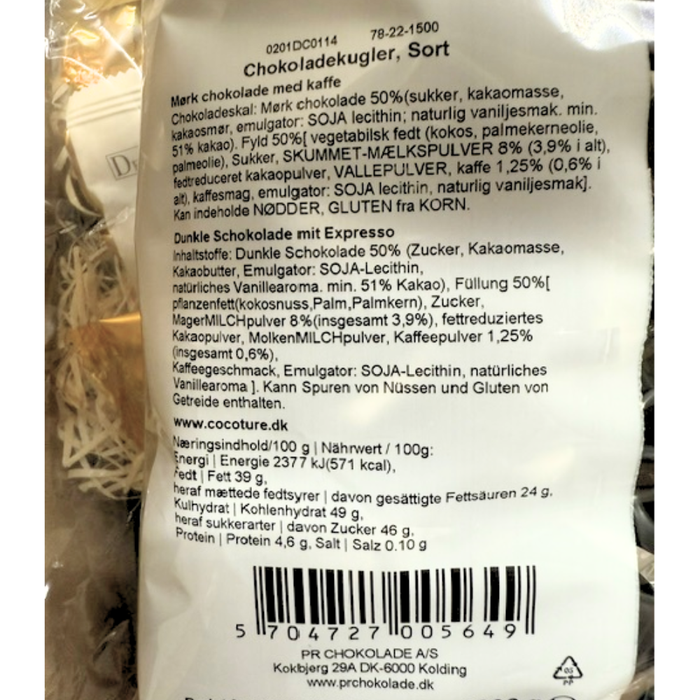 0201DC0114 78-22-1500
Chokoladekugler, Sort
Mørk chokolade med kaffe
Chokoladeskal: Mørk chokolade 50%(sukker, kakaomasse,
kakaosmør, emulgator: SOJA lecithin; naturlig vaniljesmak. min.
51% kakao). Fyld 50%[ vegetabilsk fedt (kokos, palmekerneolie,
palmeolie), Sukker, SKUMMET-MÆLKSPULVER 8% (3,9% i alt),
fedtreduceret kakaopulver, VALLEPULVER, kaffe 1,25% (0,6% i
alt), kaffesmag, emulgator: SOJA lecithin, naturlig vaniljesmak].
Kan indeholde NØDDER, GLUTEN fra KORN.
Dunkle Schokolade mit Expresso
Inhaltstoffe: Dunkle Schokolade 50% (Zucker, Kakaomasse,
Kakaobutter, Emulgator: SOJA-Lecithin,
natürliches Vanillearoma. min. 51% Kakao), Füllung 50%[
pflanzenfett(kokosnuss,Palm,Palmkern), Zucker,
MagerMILCHpulver 8%(insgesamt 3,9%), fettreduziertes
Kakaopulver, MolkenMILCHpulver, Kaffeepulver 1,25%
(insgesamt 0,6%),
Kaffeegeschmack, Emulgator: SOJA-Lecithin, natürliches
Vanillearoma ]. Kann Spuren von Nüssen und Gluten von
Getreide enthalten.
www.cocoture.dk
Næringsindhold/100 g | Nährwert / 100g:
Energi | Energie 2377 kJ(571 kcal),
Fedt | Fett 39 g,
heraf mættede fedtsyrer | davon gesättigte Fettsäuren 24 g,
Kulhydrat | Kohlenhydrat 49 g,
heraf sukkerarter | davon Zucker 46 g,
Protein | Protein 4,6 g, Salt | Salz 0.10 g
5 704727 005649
PR CHOKOLADE A/S
Kokbjerg 29A DK-6000 Kolding
www.prchokolade.dk
05
PP